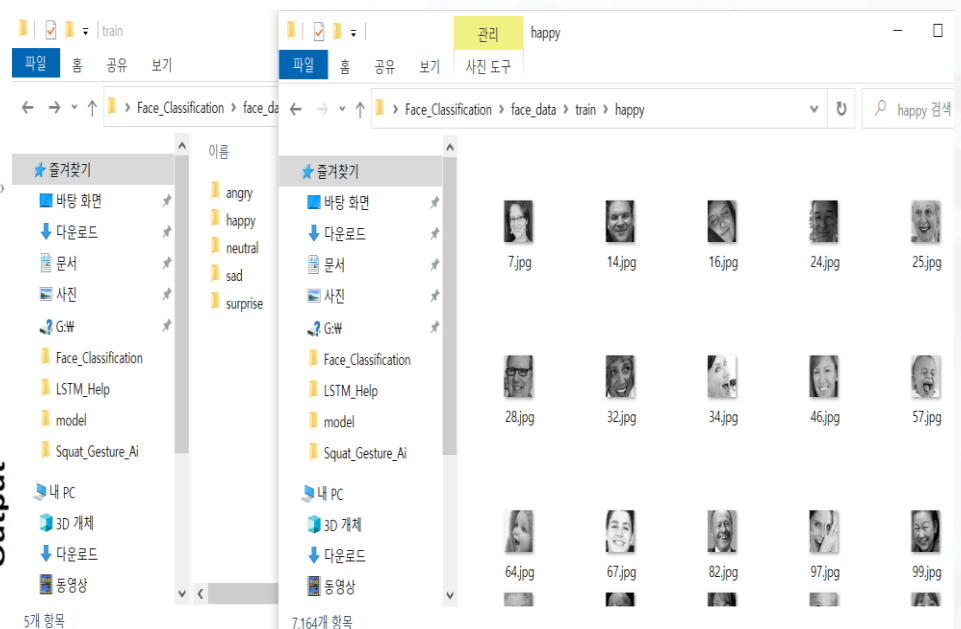 train
파일 홈 공유 보기
Face_Classification › face_da
이름
즐겨찾기
바탕 화면
다운로드
문서
사진
G:₩
Face_Classification
LSTM_Help
model
Squat_Gesture_Ai
내 PC
3D 개체
다운로드
동영상
angry
happy
neutral
sad
surprise
5개 항목
관리 happy
파일 홈 공유 보기 사진 도구
Face_Classification › face_data › train › happy
happy 검색
즐겨찾기
바탕 화면
다운로드
문서
사진
G:₩
Face_Classification
LSTM_Help
model
Squat_Gesture_Ai
내 PC
3D 개체
다운로드
동영상
7.jpg 14.jpg 16.jpg 24.jpg 25.jpg
28.jpg 32.jpg 34.jpg 46.jpg 57.jpg
64.jpg 67.jpg 82.jpg 97.jpg 99.jpg
7,164개 항목
Output